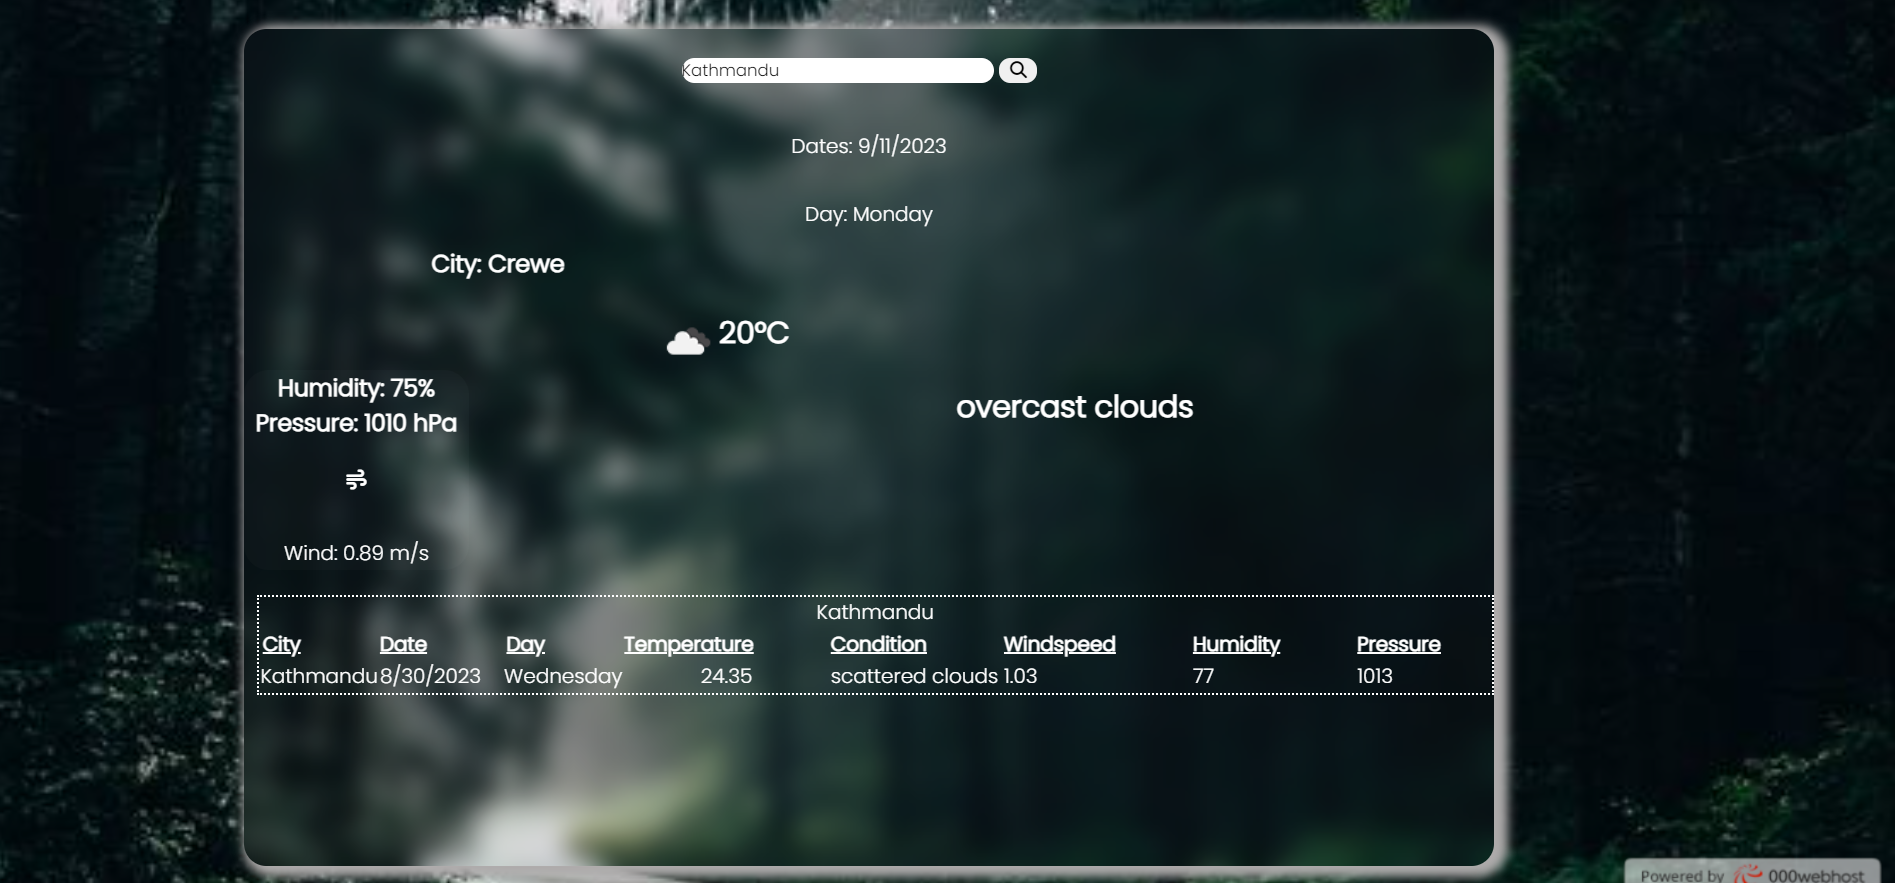 Kathmandu
Dates: 9/11/2023
Day: Monday
City: Crewe
20°C
Humidity: 75%
Pressure: 1010 hPa
overcast clouds
Wind: 0.89 m/s
Kathmandu
City Date Day Temperature Condition Windspeed Humidity Pressure
Kathmandu 8/30/2023 Wednesday 24.35 scattered clouds 1.03 77 1013
Powered by 000webhost